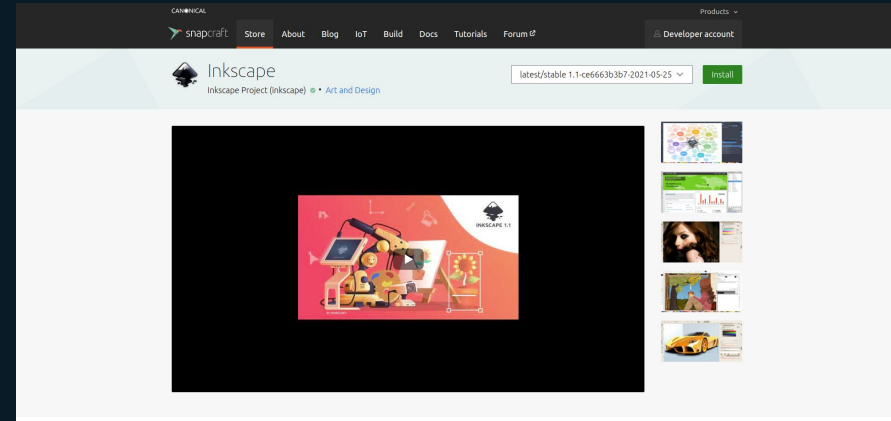 CANONICAL
Products
snapcraft Store About Blog IoT Build Docs Tutorials Forum Developer account
Inkscape
latest/stable 1.1-ce6663b3b7-2021-05-25 Install
Inkscape Project (inkscape) • Art and Design
INKSCAPE 1.1